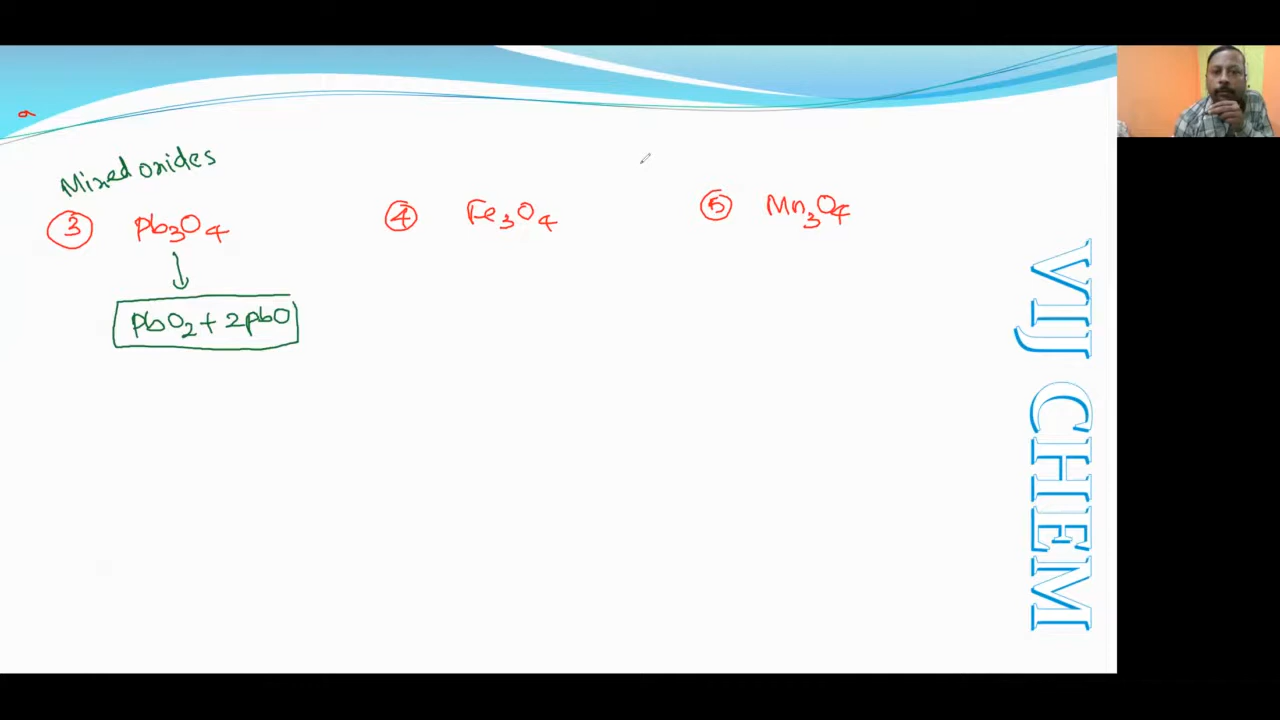 Mixed oxides
③ Pb₃O₄ ④ Fe₃O₄ ⑤ Mn₃O₄
↓
PbO₂ + 2pbO
VIJ CHEM